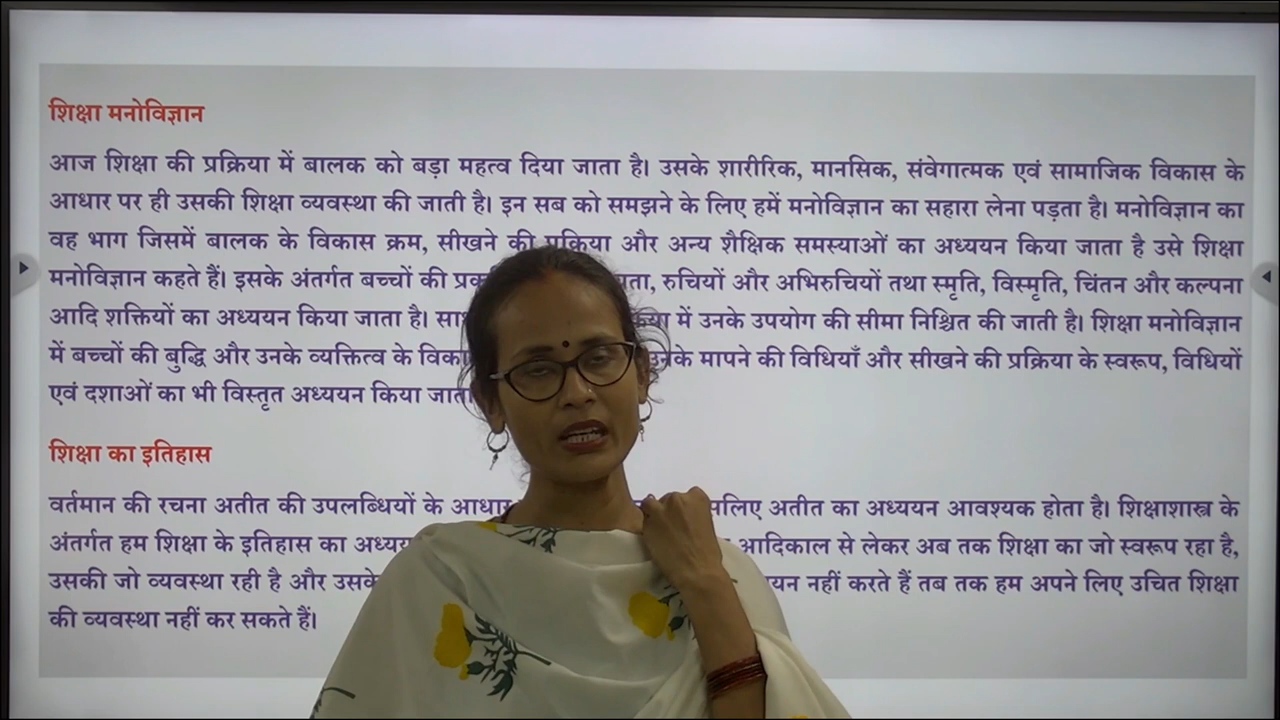 शिक्षा मनोविज्ञान
आज शिक्षा की प्रक्रिया में बालक को बड़ा महत्व दिया जाता है। उसके शारीरिक, मानसिक, संवेगात्मक एवं सामाजिक विकास के
आधार पर ही उसकी शिक्षा व्यवस्था की जाती है। इन सब को समझने के लिए हमें मनोविज्ञान का सहारा लेना पड़ता है। मनोविज्ञान का
वह भाग जिसमें बालक के विकास क्रम, सीखने की प्रक्रिया और अन्य शैक्षिक समस्याओं का अध्ययन किया जाता है उसे शिक्षा
मनोविज्ञान कहते हैं। इसके अंतर्गत बच्चों की रुचियों और अभिरुचियों तथा स्मृति, विस्मृति, चिंतन और कल्पना
आदि शक्तियों का अध्ययन किया जाता है। में उनके उपयोग की सीमा निश्चित की जाती है। शिक्षा मनोविज्ञान
में बच्चों की बुद्धि और उनके व्यक्तित्व के उनके मापने की विधियाँ और सीखने की प्रक्रिया के स्वरूप, विधियों
एवं दशाओं का भी विस्तृत अध्ययन किया जाता
शिक्षा का इतिहास
वर्तमान की रचना अतीत की उपलब्धियों के आधार अतीत का अध्ययन आवश्यक होता है। शिक्षाशास्त्र के
अंतर्गत हम शिक्षा के इतिहास का आदिकाल से लेकर अब तक शिक्षा का जो स्वरूप रहा है,
उसकी जो व्यवस्था रही है और उसके नहीं करते हैं तब तक हम अपने लिए उचित शिक्षा
की व्यवस्था नहीं कर सकते हैं।